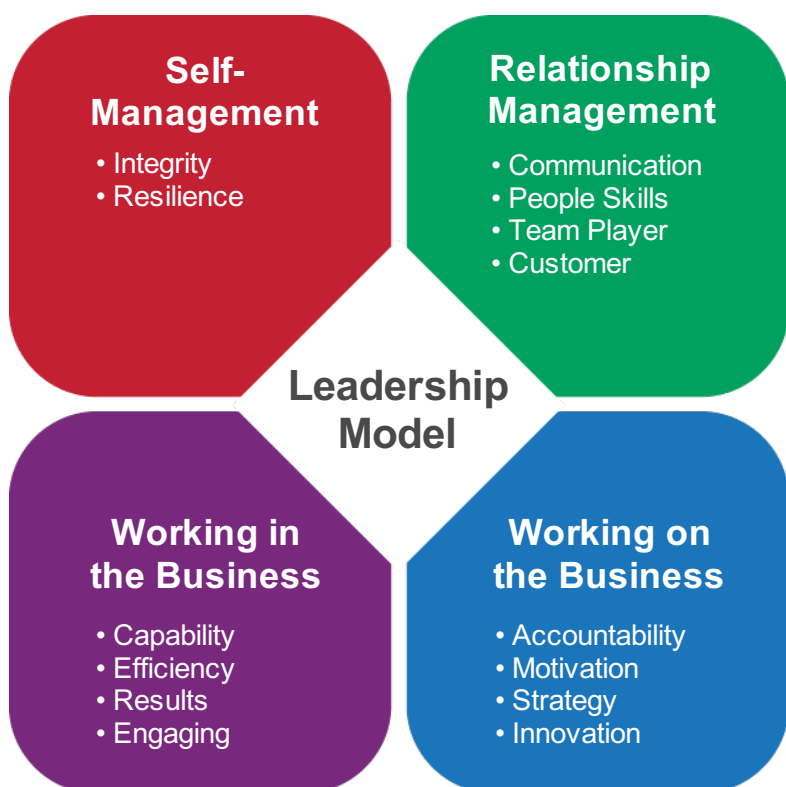 Self-
Management
• Integrity
• Resilience
Relationship
Management
• Communication
• People Skills
• Team Player
• Customer
Leadership
Model
Working in
the Business
• Capability
• Efficiency
• Results
• Engaging
Working on
the Business
• Accountability
• Motivation
• Strategy
• Innovation